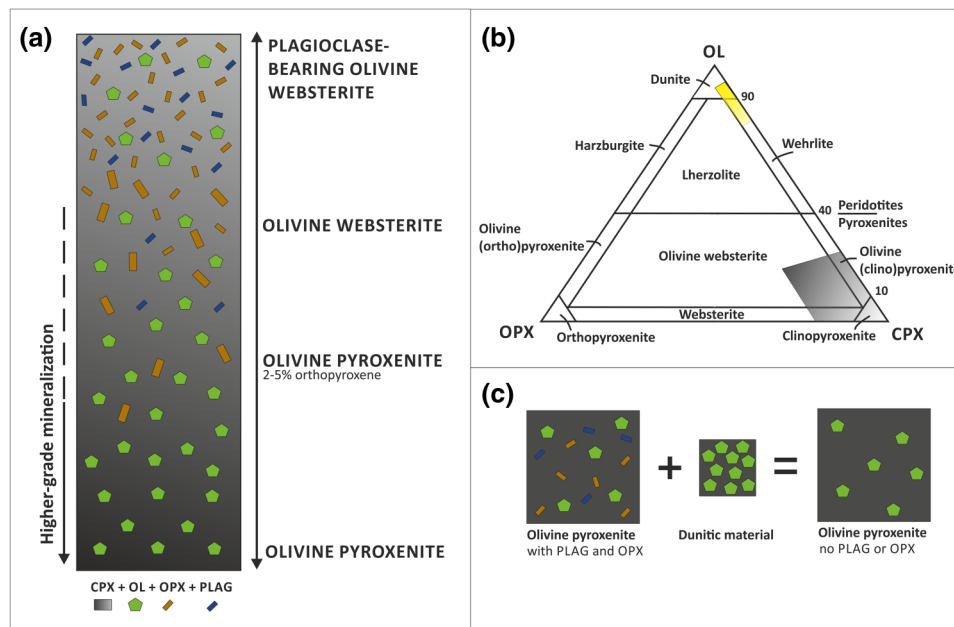 (a)
PLAGIOCLASE-
BEARING OLIVINE
WEBSTERITE
OLIVINE WEBSTERITE
OLIVINE PYROXENITE
2-5% orthopyroxene
OLIVINE PYROXENITE
Higher-grade mineralization
CPX + OL + OPX + PLAG
(b)
OL
Dunite
90
Harzburgite
Wehrlite
Lherzolite
40
Peridotites
Pyroxenites
Olivine
(ortho)pyroxenite
Olivine websterite
Olivine
(clino)pyroxenite
10
Websterite
OPX
Orthopyroxenite
Clinopyroxenite
CPX
(c)
+
=
Olivine pyroxenite
with PLAG and OPX
Dunitic material
Olivine pyroxenite
no PLAG or OPX